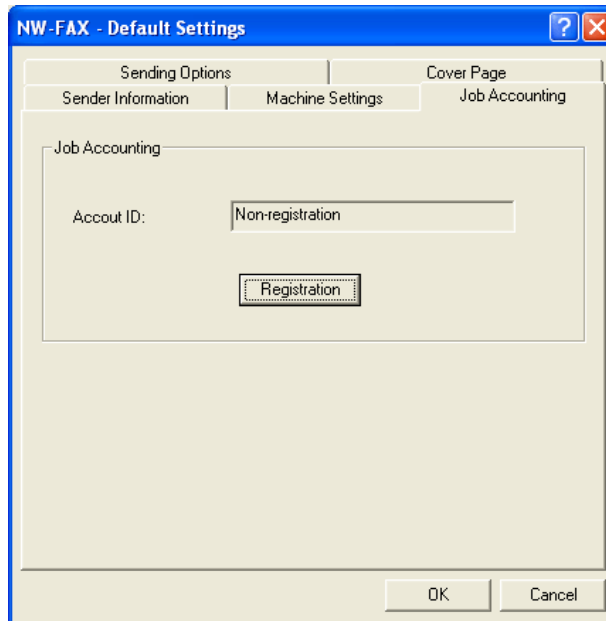 NW-FAX - Default Settings
Sending Options Cover Page
Sender Information Machine Settings Job Accounting
Job Accounting
Accout ID: Non-registration
Registration
OK Cancel